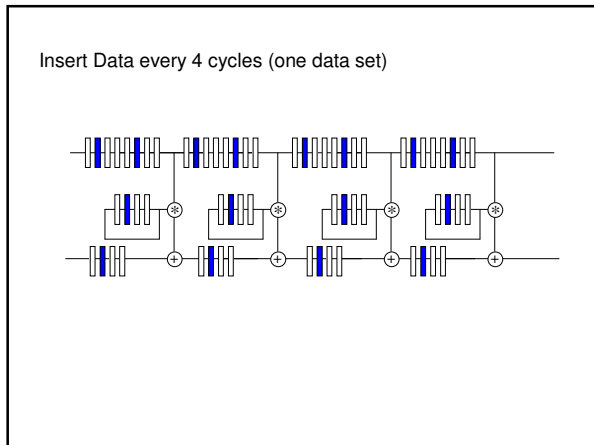 Insert Data every 4 cycles (one data set)
* * * *
+ + + +